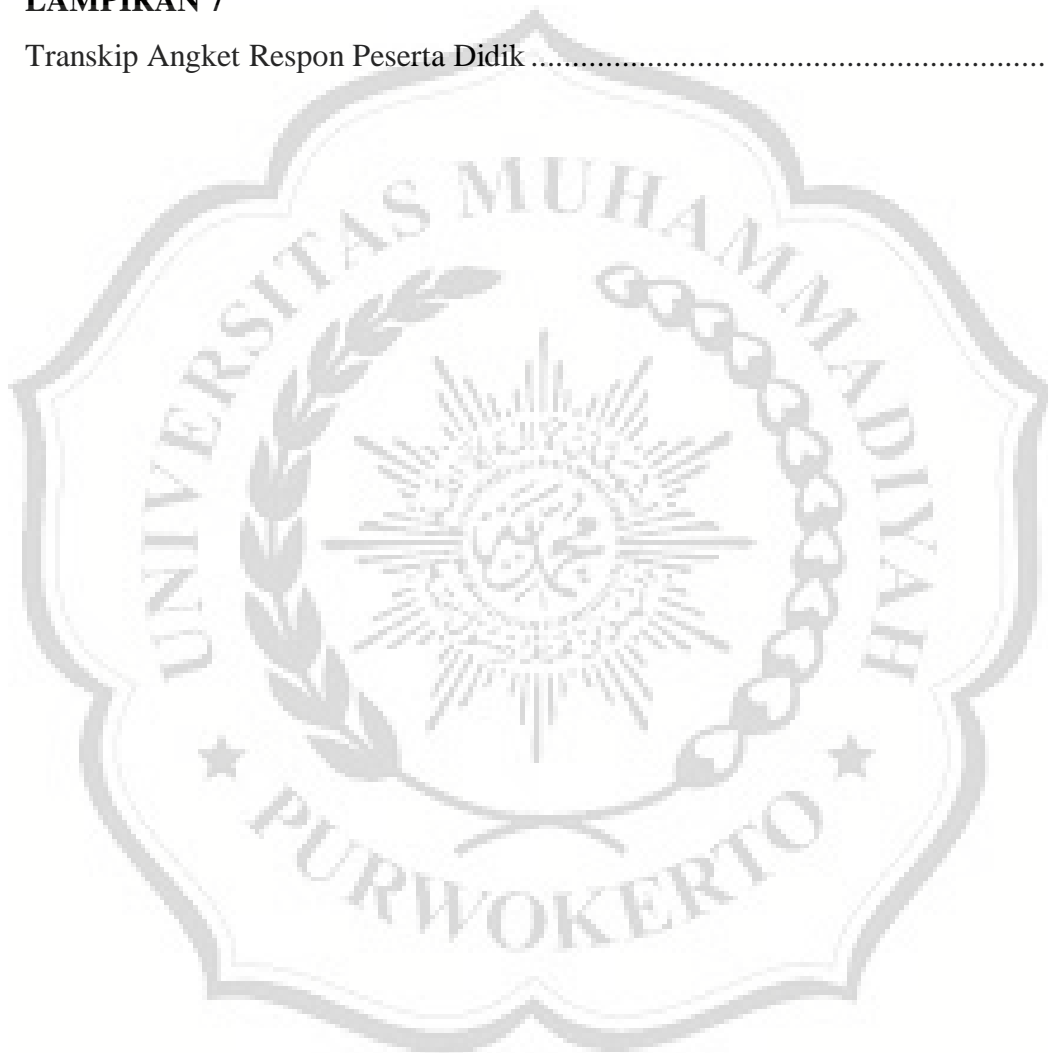 LAMPIRAN 7
Transkip Angket Respon Peserta Didik ...............................................................
UNIVERSITAS MUHAMMADIYAH
★ PURWOKERTO ★